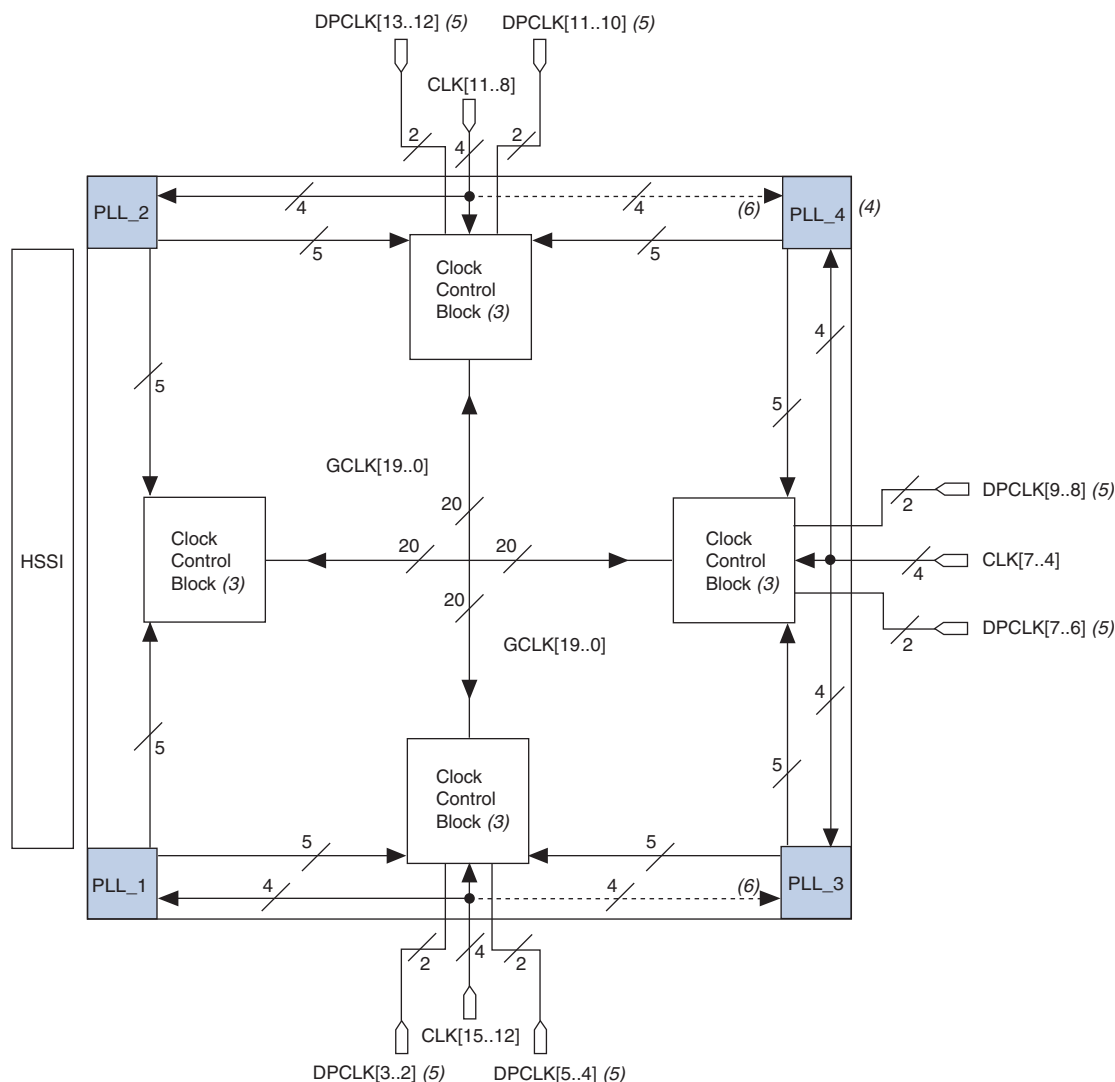 DPCLK[13..12] (5)
DPCLK[11..10] (5)
CLK[11..8]
2
4
2
PLL_2
4
4
(6)
PLL_4
(4)
5
5
Clock
Control
Block (3)
4
5
5
GCLK[19..0]
20
DPCLK[9..8] (5)
2
HSSI
Clock
Control
Block (3)
20
20
Clock
Control
Block (3)
4
CLK[7..4]
20
DPCLK[7..6] (5)
2
GCLK[19..0]
4
5
5
Clock
Control
Block (3)
5
5
PLL_1
4
4
(6)
PLL_3
2
4
2
CLK[15..12]
DPCLK[3..2] (5)
DPCLK[5..4] (5)